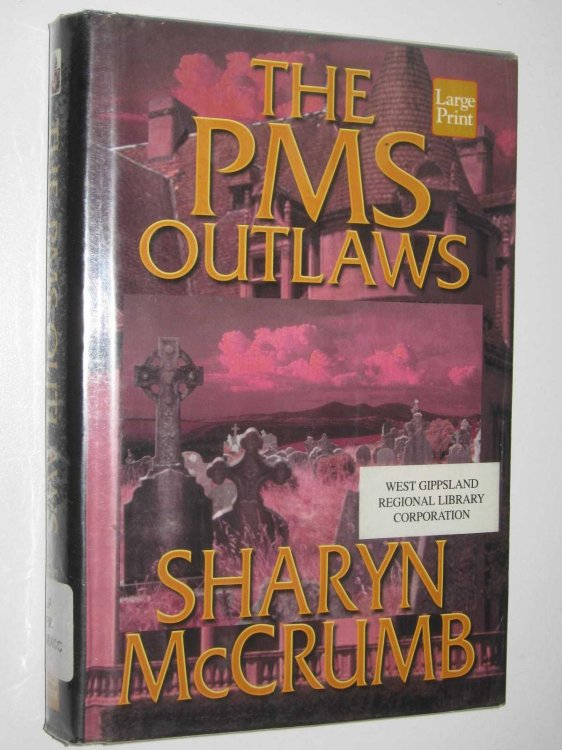 THE
PMS
OUTLAWS
Large
Print
WEST GIPPSLAND
REGIONAL LIBRARY
CORPORATION
SHARYN
McCRUMB